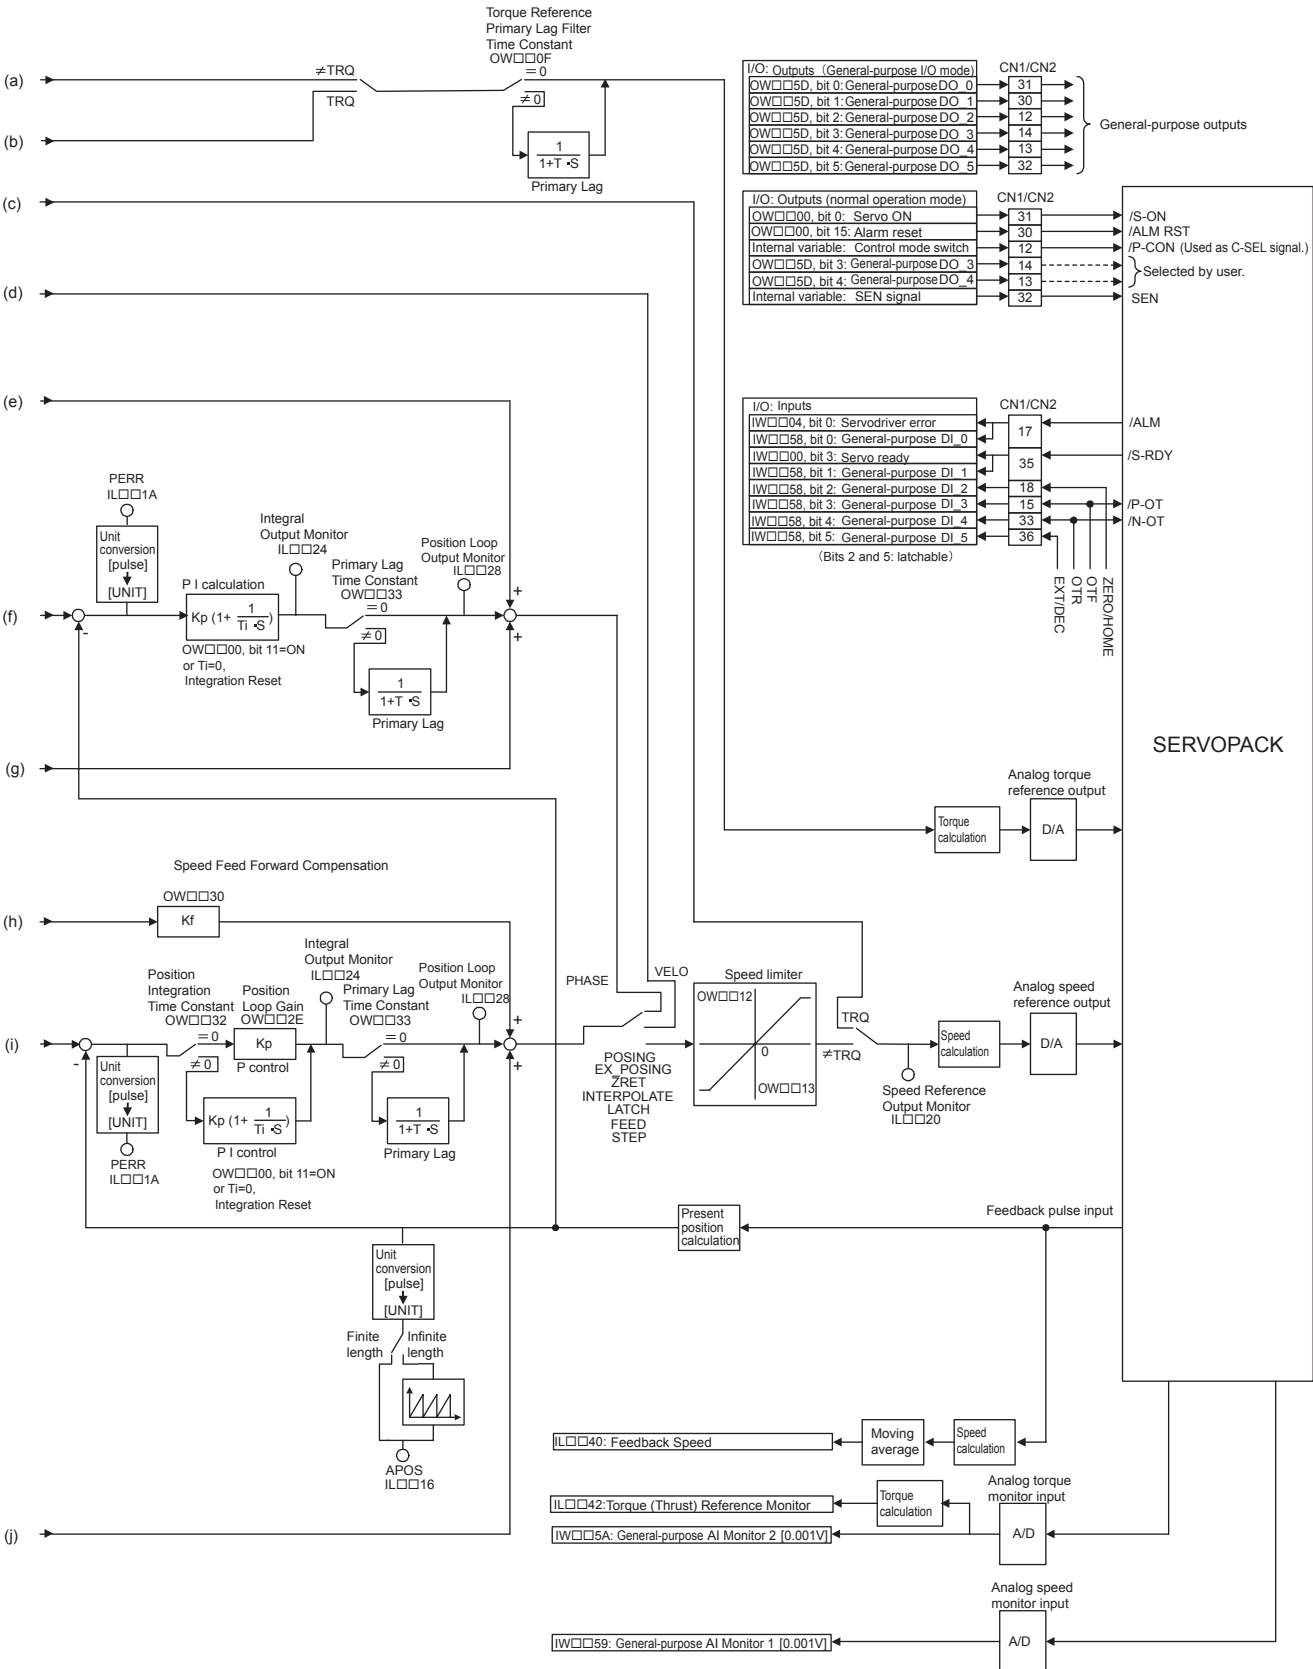 Torque Reference
Primary Lag Filter
Time Constant
OW□□0F
(a)
≠TRQ
= 0
TRQ
≠ 0
(b)
1
1+T ▪S
Primary Lag
I/O: Outputs (General-purpose I/O mode)
CN1/CN2
OW□□5D, bit 0: General-purpose DO_0
31
OW□□5D, bit 1: General-purpose DO_1
30
OW□□5D, bit 2: General-purpose DO_2
12
OW□□5D, bit 3: General-purpose DO_3
14
OW□□5D, bit 4: General-purpose DO_4
13
OW□□5D, bit 5: General-purpose DO_5
32
General-purpose outputs
(c)
I/O: Outputs (normal operation mode)
CN1/CN2
OW□□00, bit 0: Servo ON
31
/S-ON
OW□□00, bit 15: Alarm reset
30
/ALM RST
Internal variable: Control mode switch
12
/P-CON (Used as C-SEL signal.)
OW□□5D, bit 3: General-purpose DO_3
14
OW□□5D, bit 4: General-purpose DO_4
13
Selected by user.
Internal variable: SEN signal
32
SEN
(d)
(e)
I/O: Inputs
CN1/CN2
IW□□04, bit 0: Servodriver error
IW□□58, bit 0: General-purpose DI_0
17
/ALM
IW□□00, bit 3: Servo ready
IW□□58, bit 1: General-purpose DI_1
35
/S-RDY
IW□□58, bit 2: General-purpose DI_2
18
IW□□58, bit 3: General-purpose DI_3
15
/P-OT
IW□□58, bit 4: General-purpose DI_4
33
/N-OT
IW□□58, bit 5: General-purpose DI_5
36
(Bits 2 and 5: latchable)
EXT/DEC
OTR
OTF
ZERO/HOME
PERR
IL□□1A
Unit
conversion
[pulse]
[UNIT]
P I calculation
Integral
Output Monitor
IL□□24
Primary Lag
Time Constant
OW□□33
Position Loop
Output Monitor
IL□□28
(f)
-
Kp (1+ 1
Ti ▪S )
OW□□00, bit 11=ON
or Ti=0,
Integration Reset
= 0
≠ 0
1
1+T ▪S
Primary Lag
+
+
SERVOPACK
(g)
Analog torque
reference output
Torque
calculation
D/A
Speed Feed Forward Compensation
OW□□30
(h)
Kf
Position
Integration
Time Constant
OW□□32
Position
Loop Gain
OW□□2E
Integral
Output Monitor
IL□□24
Primary Lag
Time Constant
OW□□33
Position Loop
Output Monitor
IL□□28
PHASE
VELO
Speed limiter
OW□□12
0
OW□□13
TRQ
≠TRQ
Analog speed
reference output
(i)
-
= 0
≠ 0
Kp
P control
= 0
≠ 0
+
+
Speed
calculation
D/A
Unit
conversion
[pulse]
[UNIT]
PERR
IL□□1A
Kp (1+ 1
Ti ▪S )
P I control
OW□□00, bit 11=ON
or Ti=0,
Integration Reset
1
1+T ▪S
Primary Lag
POSING
EX_POSING
ZRET
INTERPOLATE
LATCH
FEED
STEP
Speed Reference
Output Monitor
IL□□20
Present
position
calculation
Feedback pulse input
Unit
conversion
[pulse]
[UNIT]
Finite
length
Infinite
length
APOS
IL□□16
IL□□40: Feedback Speed
Moving
average
Speed
calculation
IL□□42:Torque (Thrust) Reference Monitor
Torque
calculation
Analog torque
monitor input
(j)
IW□□5A: General-purpose AI Monitor 2 [0.001V]
A/D
Analog speed
monitor input
IW□□59: General-purpose AI Monitor 1 [0.001V]
A/D